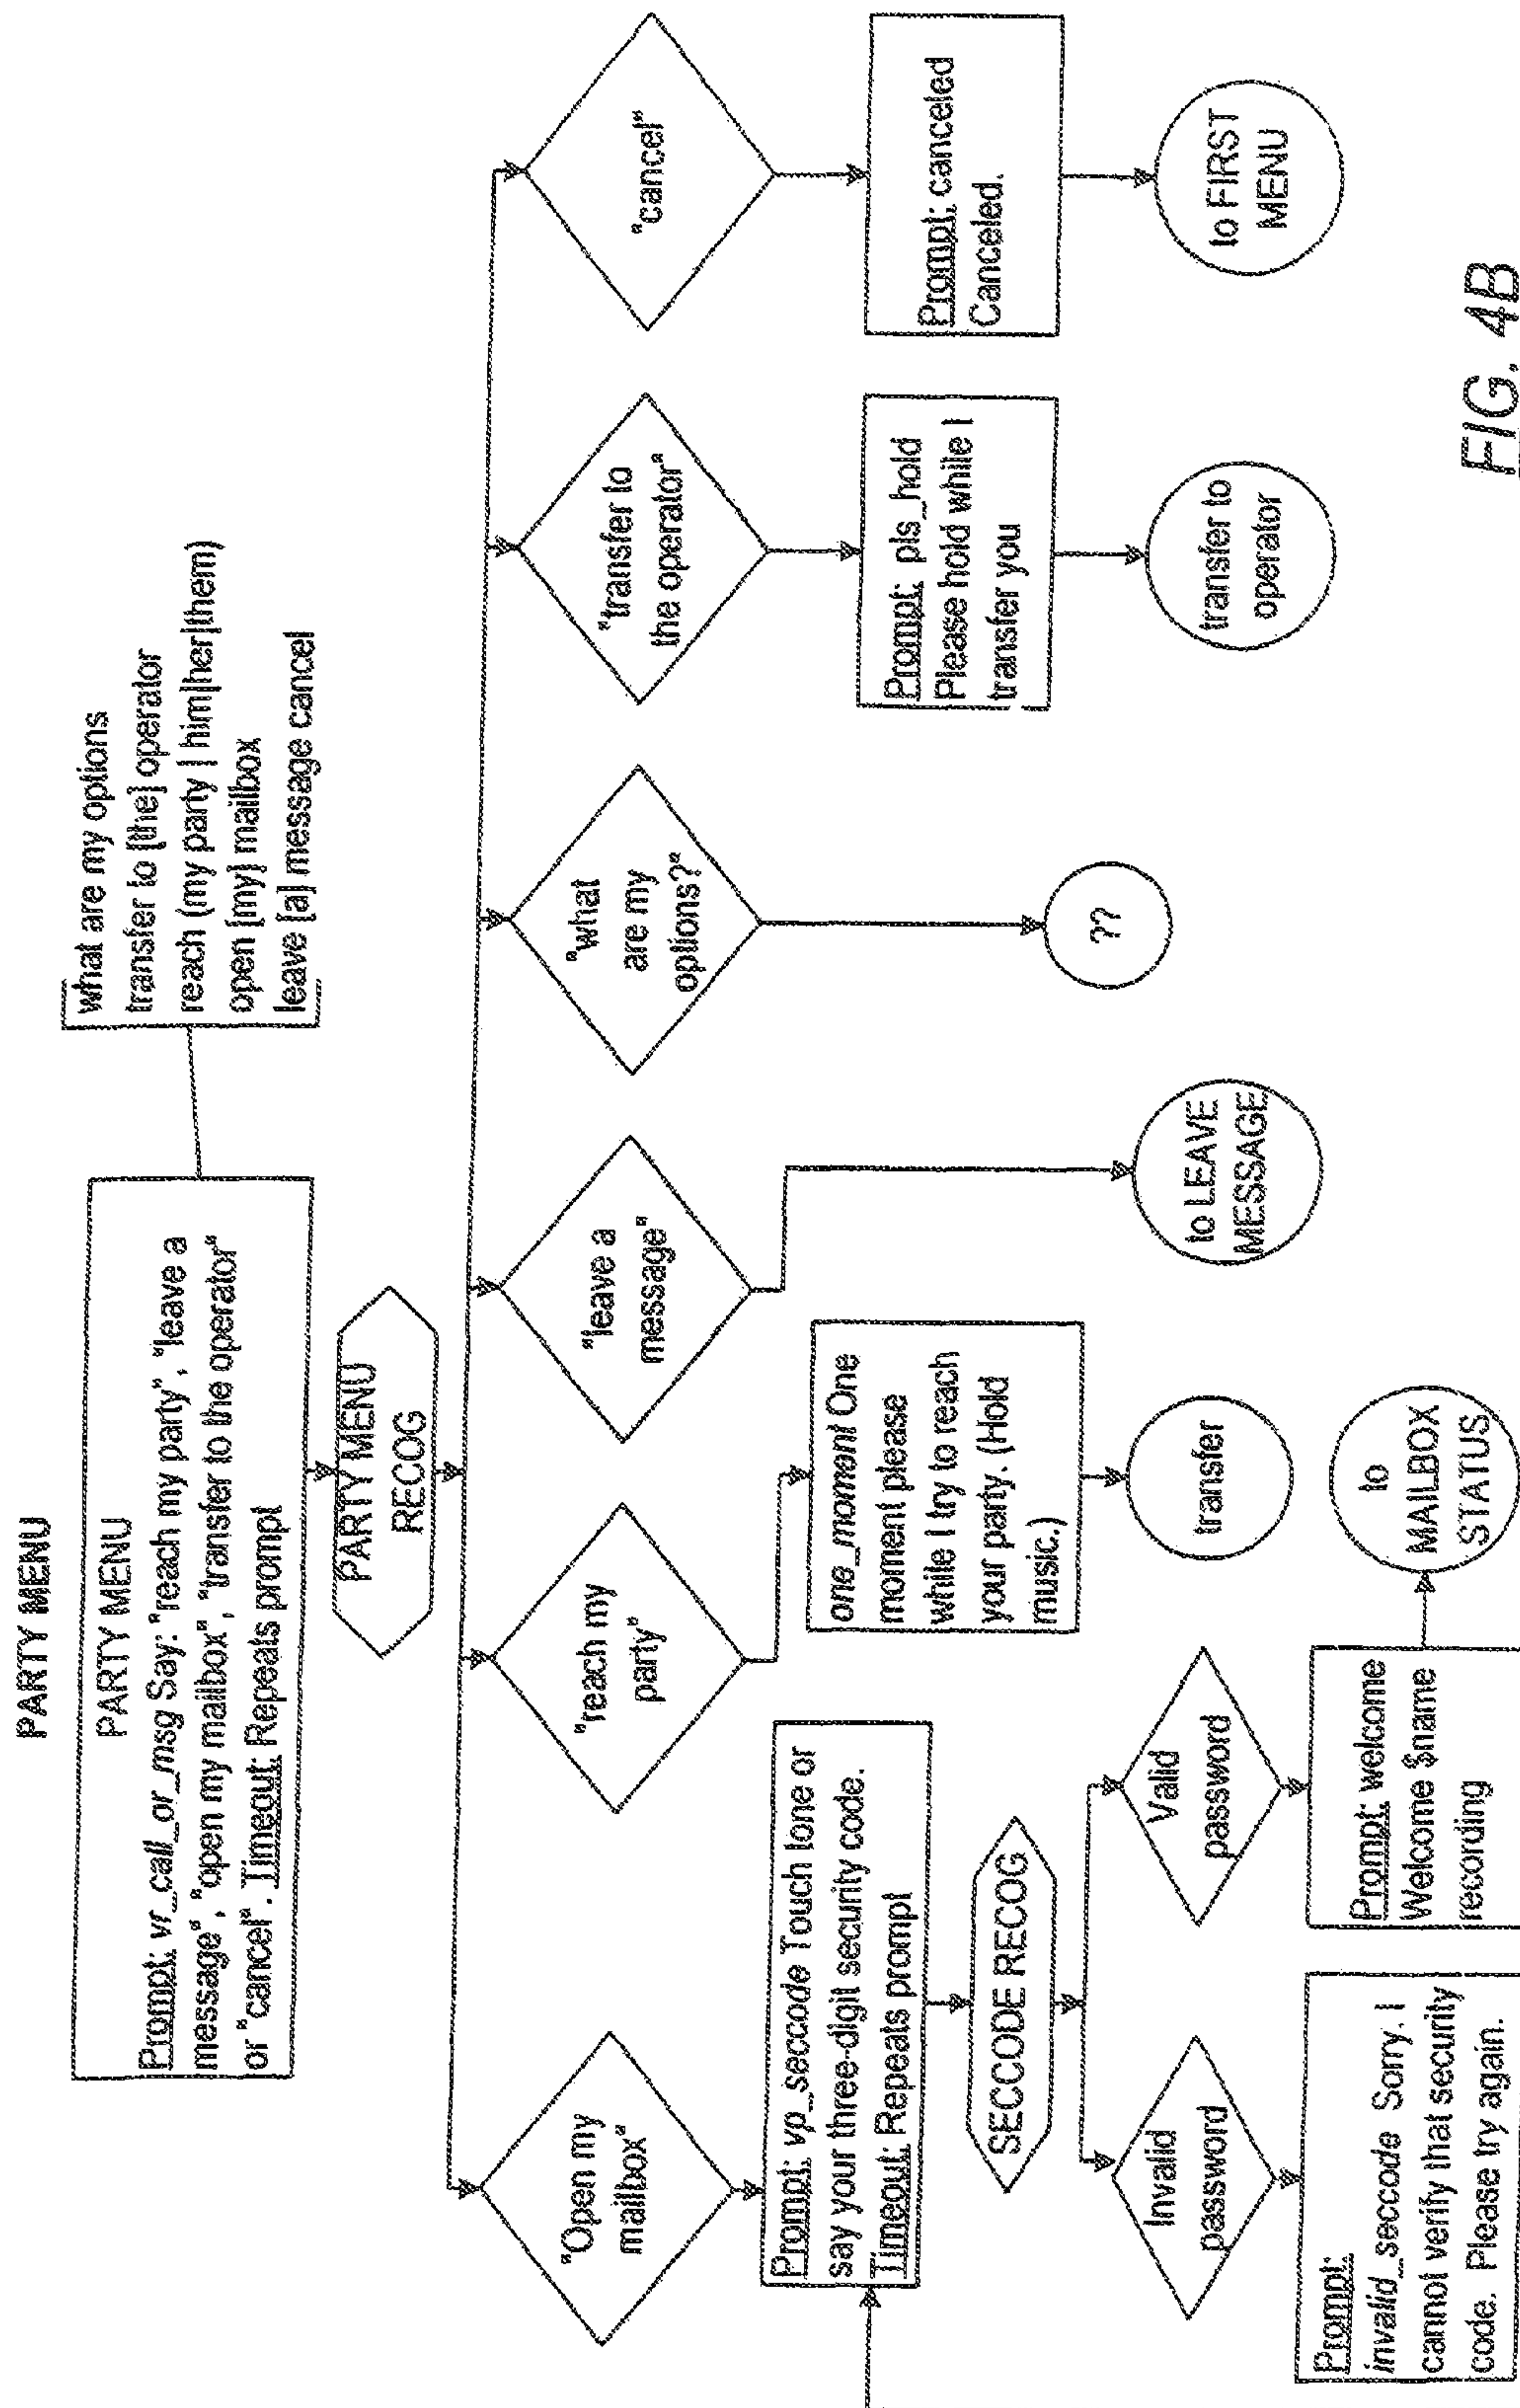 PARTY MENU
PARTY MENU
Prompt: vr_call_or_msg Say: "reach my party", "leave a
message", "open my mailbox", "transfer to the operator"
or "cancel". Timeout: Repeats prompt
what are my options
transfer to [the] operator
reach (my party | him|her|them)
open [my] mailbox
leave [a] message cancel
PARTY MENU
RECOG
"Open my
mailbox"
"reach my
party"
"leave a
message"
"what
are my
options?"
"transfer to
the operator"
"cancel"
Prompt: vp_seccode Touch tone or
say your three-digit security code.
Timeout: Repeats prompt
one_moment One
moment please
while I try to reach
your party. (Hold
music.)
Prompt: pls_hold
Please hold while I
transfer you
Prompt: canceled
Canceled.
SECCODE RECOG
transfer
to LEAVE
MESSAGE
??
transfer to
operator
to FIRST
MENU
Invalid
password
Valid
password
Prompt:
invalid_seccode Sorry. I
cannot verify that security
code. Please try again.
Prompt: welcome
Welcome $name
recording
to
MAILBOX
STATUS
FIG. 4B